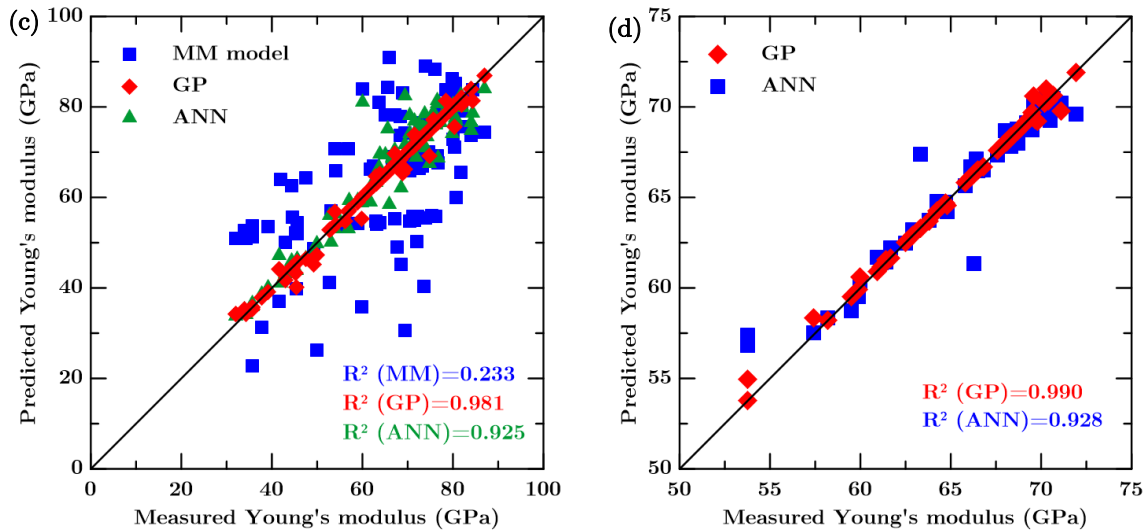 (c)
Predicted Young's modulus (GPa)
100
80
60
40
20
0
MM model
GP
ANN
R² (MM)=0.233
R² (GP)=0.981
R² (ANN)=0.925
0 20 40 60 80 100
Measured Young's modulus (GPa)
(d)
Predicted Young's modulus (GPa)
75
70
65
60
55
50
GP
ANN
R² (GP)=0.990
R² (ANN)=0.928
50 55 60 65 70 75
Measured Young's modulus (GPa)